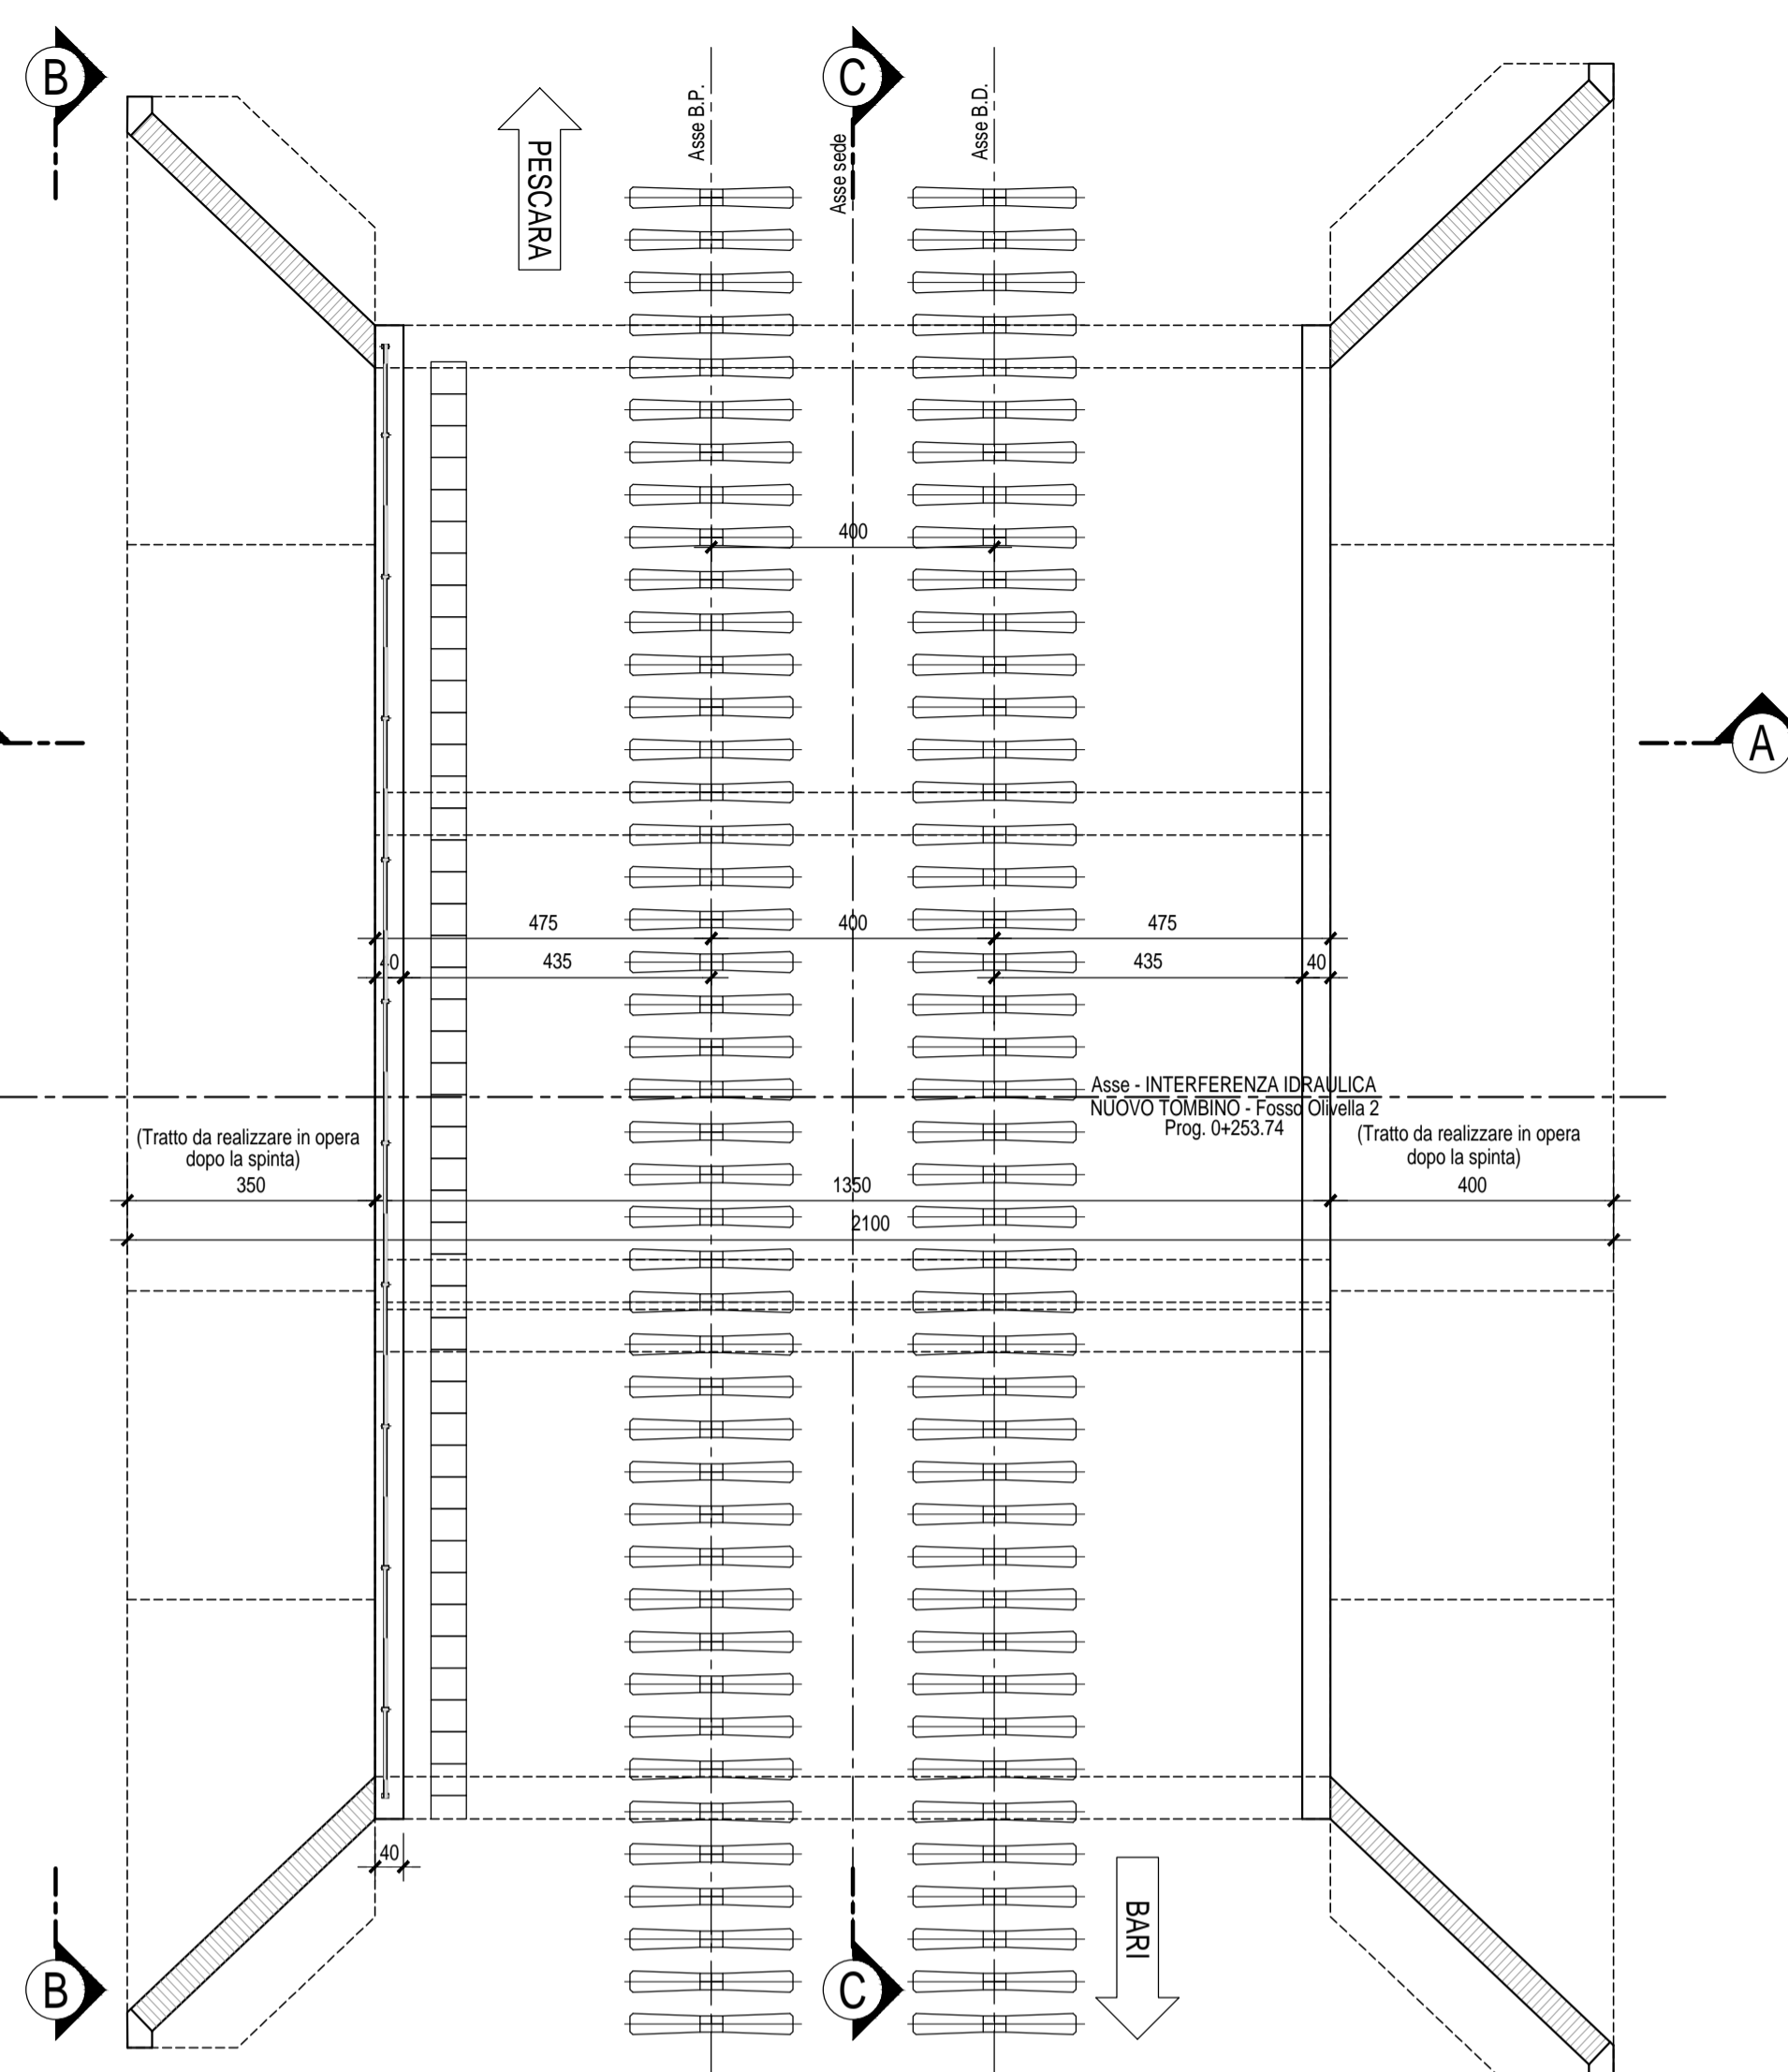 B
C
Asse B.P.
Asse sede
Asse B.D.
PESCARA
400
A
475
400
475
40
435
435
40
Asse - INTERFERENZA IDRAULICA
NUOVO TOMBINO - Fosso Olivella 2
Prog. 0+253.74
(Tratto da realizzare in opera
dopo la spinta)
350
(Tratto da realizzare in opera
dopo la spinta)
400
1350
2100
40
BARI
B
C